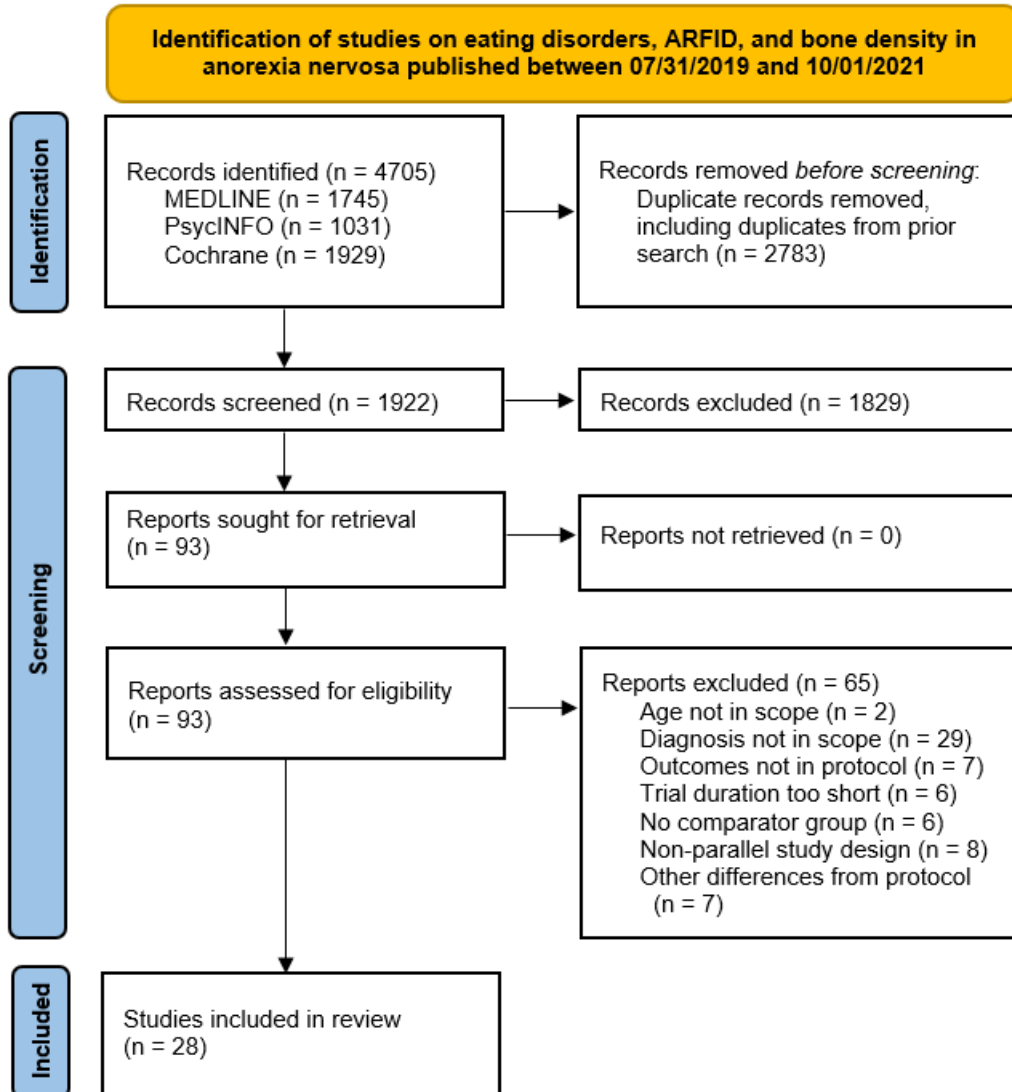 Identification of studies on eating disorders, ARFID, and bone density in
anorexia nervosa published between 07/31/2019 and 10/01/2021
Identification
Records identified (n = 4705)
MEDLINE (n = 1745)
PsycINFO (n = 1031)
Cochrane (n = 1929)
Records removed before screening:
Duplicate records removed,
including duplicates from prior
search (n = 2783)
Screening
Records screened (n = 1922)
Records excluded (n = 1829)
Reports sought for retrieval
(n = 93)
Reports not retrieved (n = 0)
Reports assessed for eligibility
(n = 93)
Reports excluded (n = 65)
Age not in scope (n = 2)
Diagnosis not in scope (n = 29)
Outcomes not in protocol (n = 7)
Trial duration too short (n = 6)
No comparator group (n = 6)
Non-parallel study design (n = 8)
Other differences from protocol
(n = 7)
Included
Studies included in review
(n = 28)